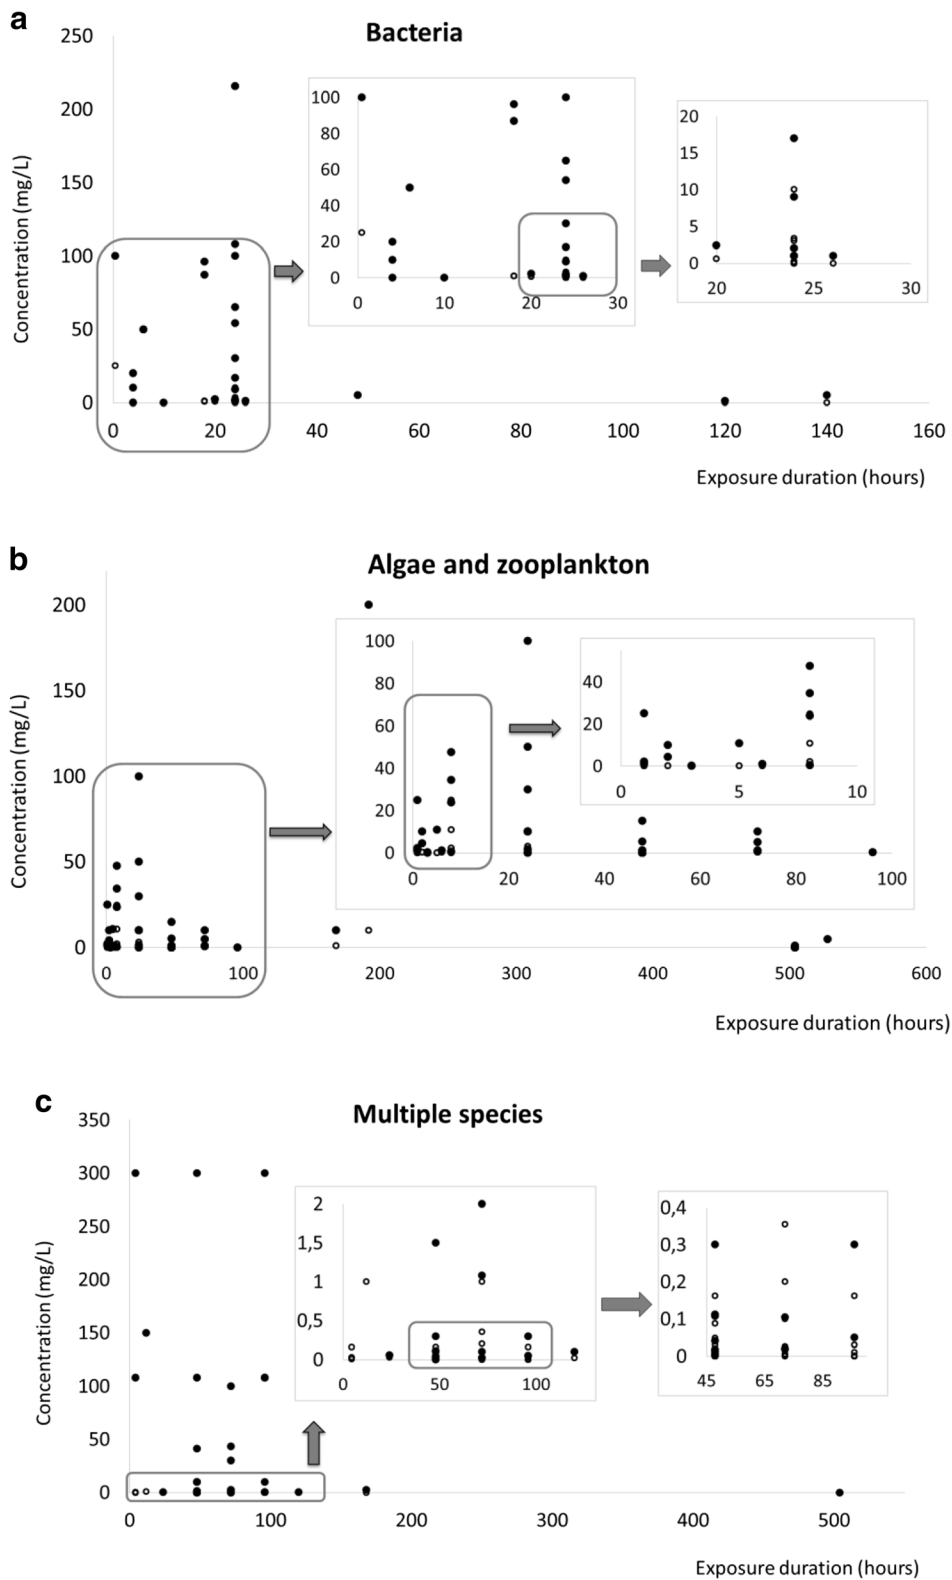 a
Bacteria
250
200
150
100
50
0
Concentration (mg/L)
0 20 40 60 80 100 120 140 160
Exposure duration (hours)
100
80
60
40
20
0
0 10 20 30
20
15
10
5
0
20 25 30
b
Algae and zooplankton
200
150
100
50
0
Concentration (mg/L)
0 100 200 300 400 500 600
Exposure duration (hours)
100
80
60
40
20
0
0 20 40 60 80 100
40
20
0
0 5 10
c
Multiple species
350
300
250
200
150
100
50
0
Concentration (mg/L)
0 100 200 300 400 500
Exposure duration (hours)
2
1,5
1
0,5
0
0 50 100
0,4
0,3
0,2
0,1
0
45 65 85